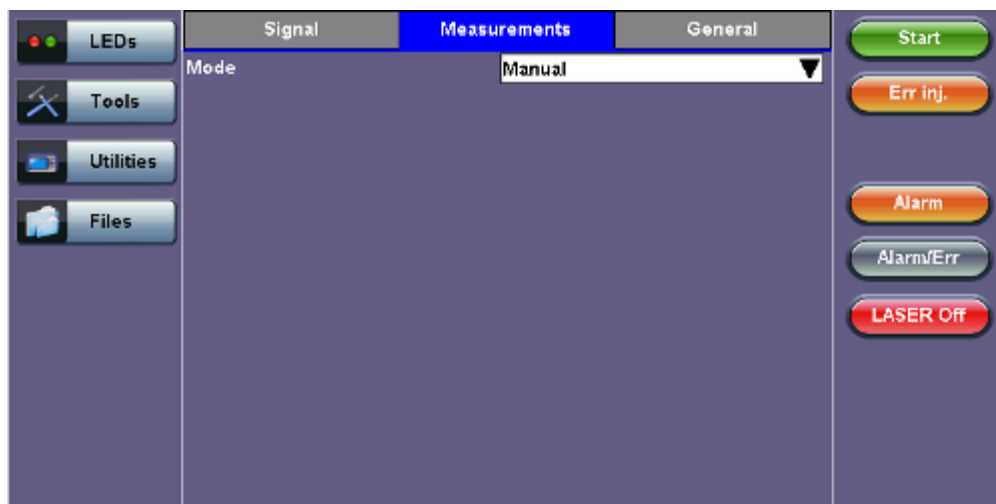 LEDs
Tools
Utilities
Files
Signal
Measurements
General
Mode
Manual
Start
Err inj.
Alarm
Alarm/Err
LASER Off